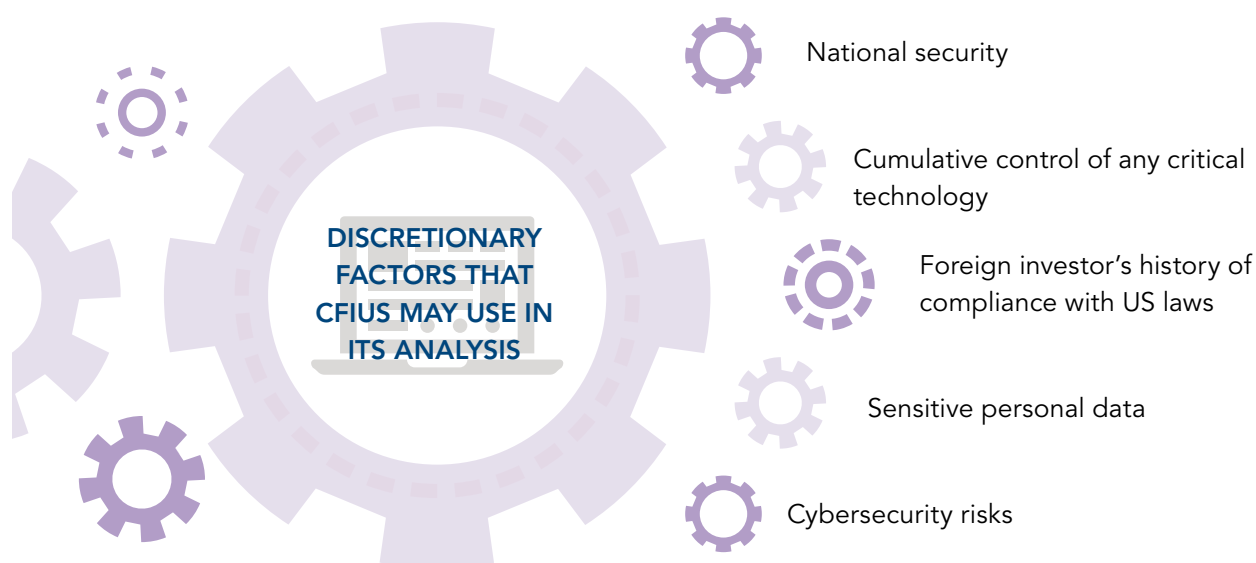 DISCRETIONARY
FACTORS THAT
CFIUS MAY USE IN
ITS ANALYSIS
National security
Cumulative control of any critical
technology
Foreign investor’s history of
compliance with US laws
Sensitive personal data
Cybersecurity risks